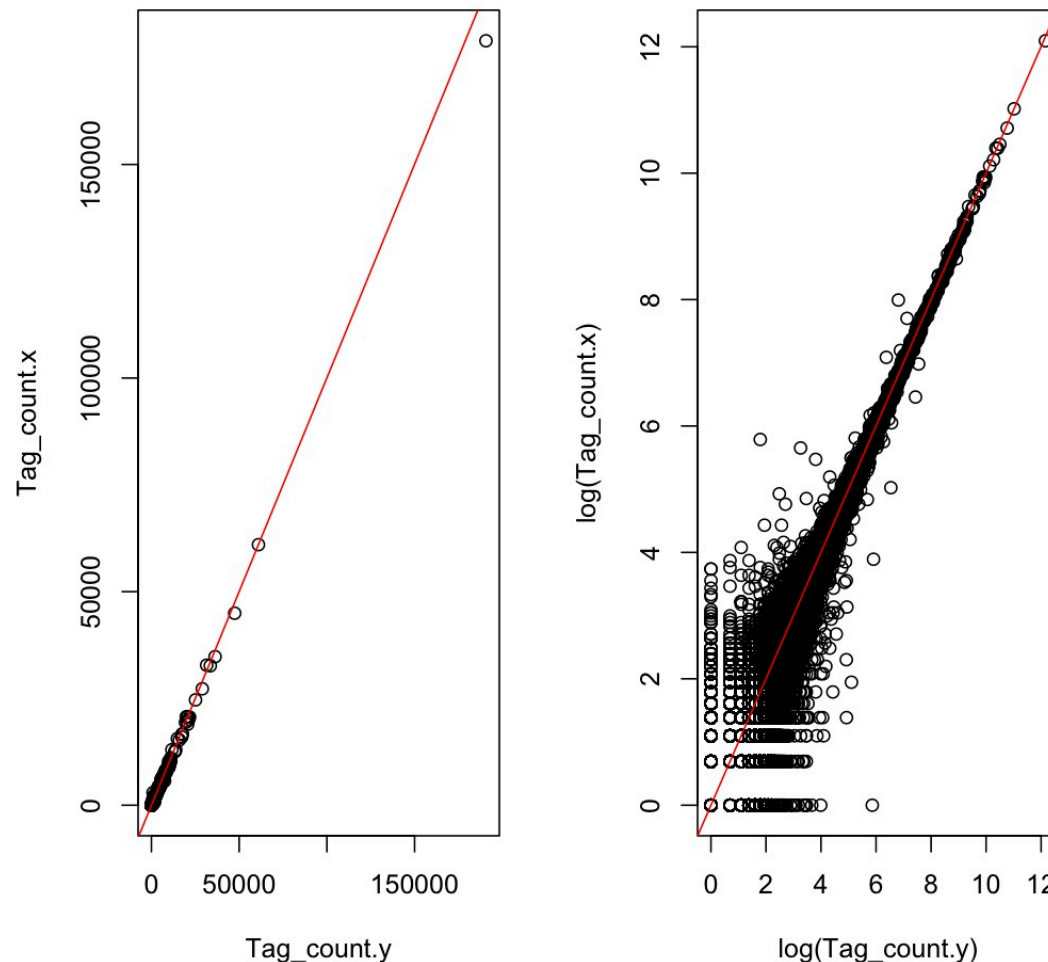 Tag_count.x
150000
100000
50000
0
0 50000 150000
Tag_count.y
log(Tag_count.x)
12
10
8
6
4
2
0
0 2 4 6 8 10 12
log(Tag_count.y)